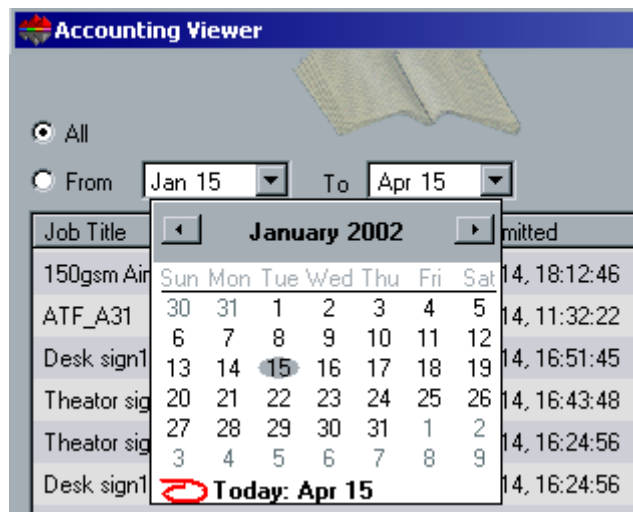 Accounting Viewer
All
From Jan 15 To Apr 15
Job Title January 2002 mitted
150gsm Air 14, 18:12:46
Sun Mon Tue Wed Thu Fri Sat
30 31 1 2 3 4 5
ATF_A31 14, 11:32:22
6 7 8 9 10 11 12
Desk sign1 14, 16:51:45
13 14 15 16 17 18 19
Theator sig 20 21 22 23 24 25 26 14, 16:43:48
27 28 29 30 31 1 2
Theator sig 14, 16:24:56
3 4 5 6 7 8 9
Desk sign1 Today: Apr 15 14, 16:24:56